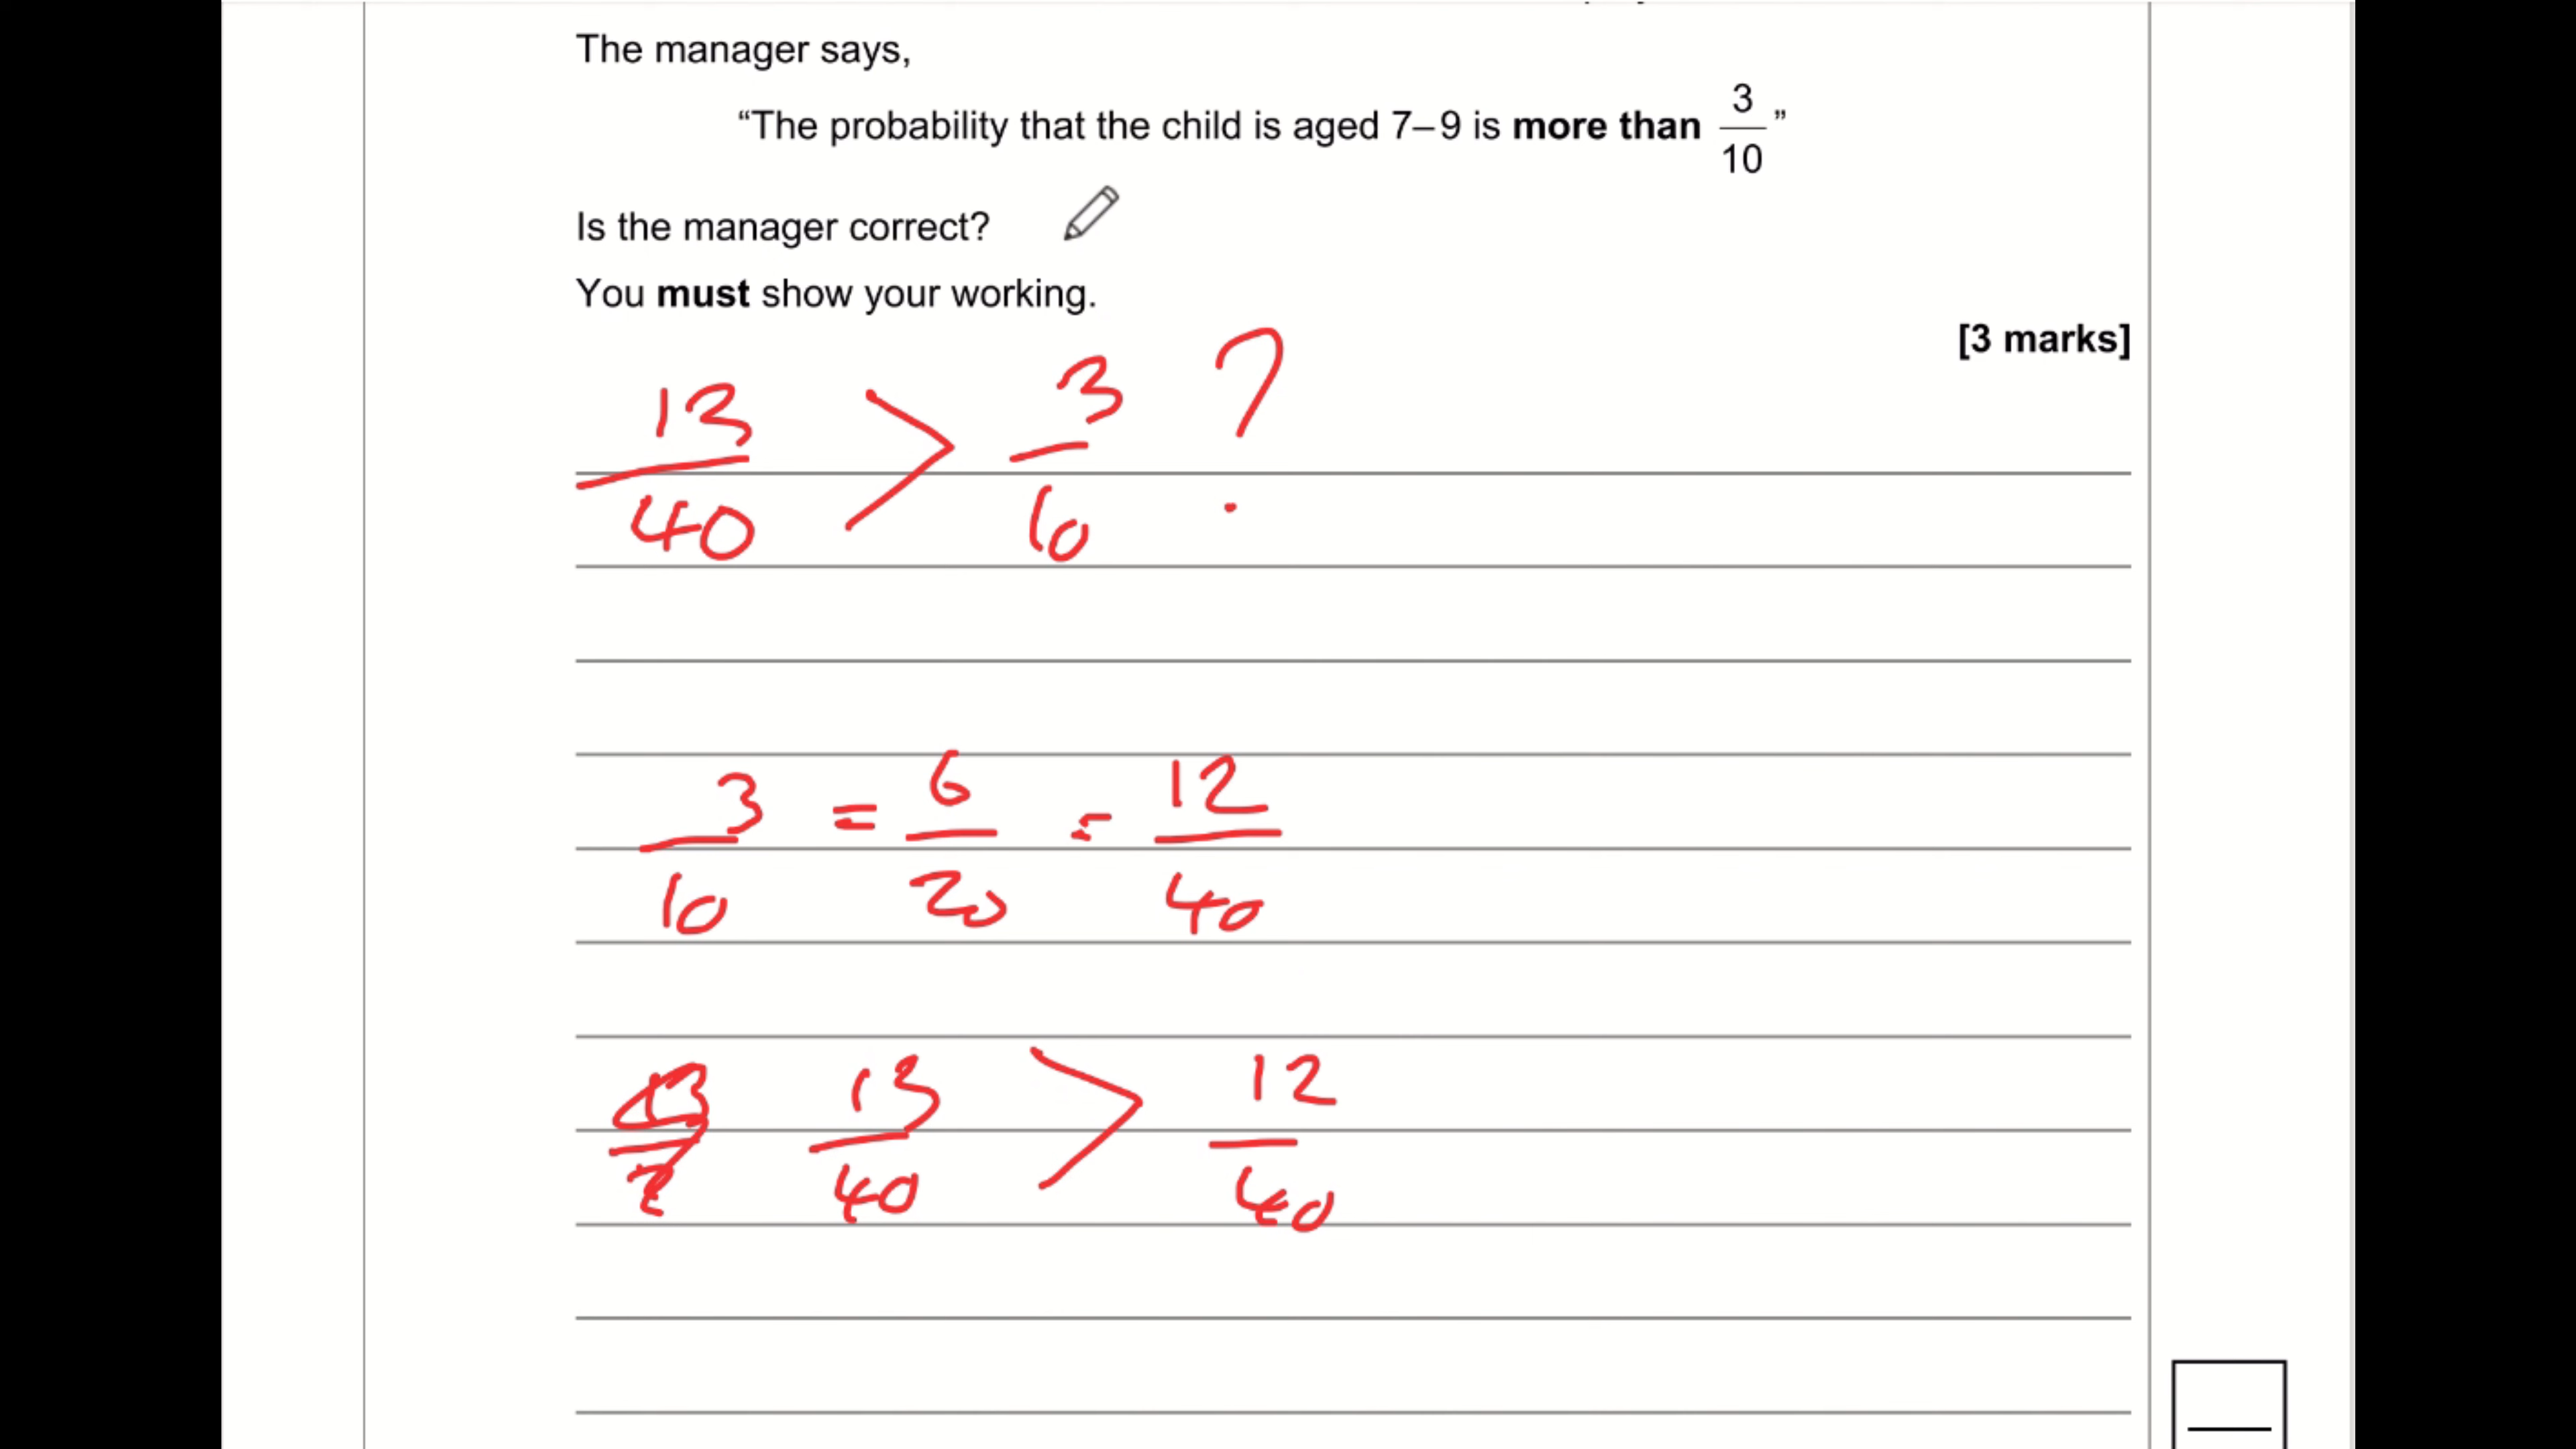 The manager says,
“The probability that the child is aged 7–9 is more than 3/10”
Is the manager correct?
You must show your working.
[3 marks]
13/40 > 3/10 ?
3/10 = 6/20 = 12/40
13/40 > 12/40